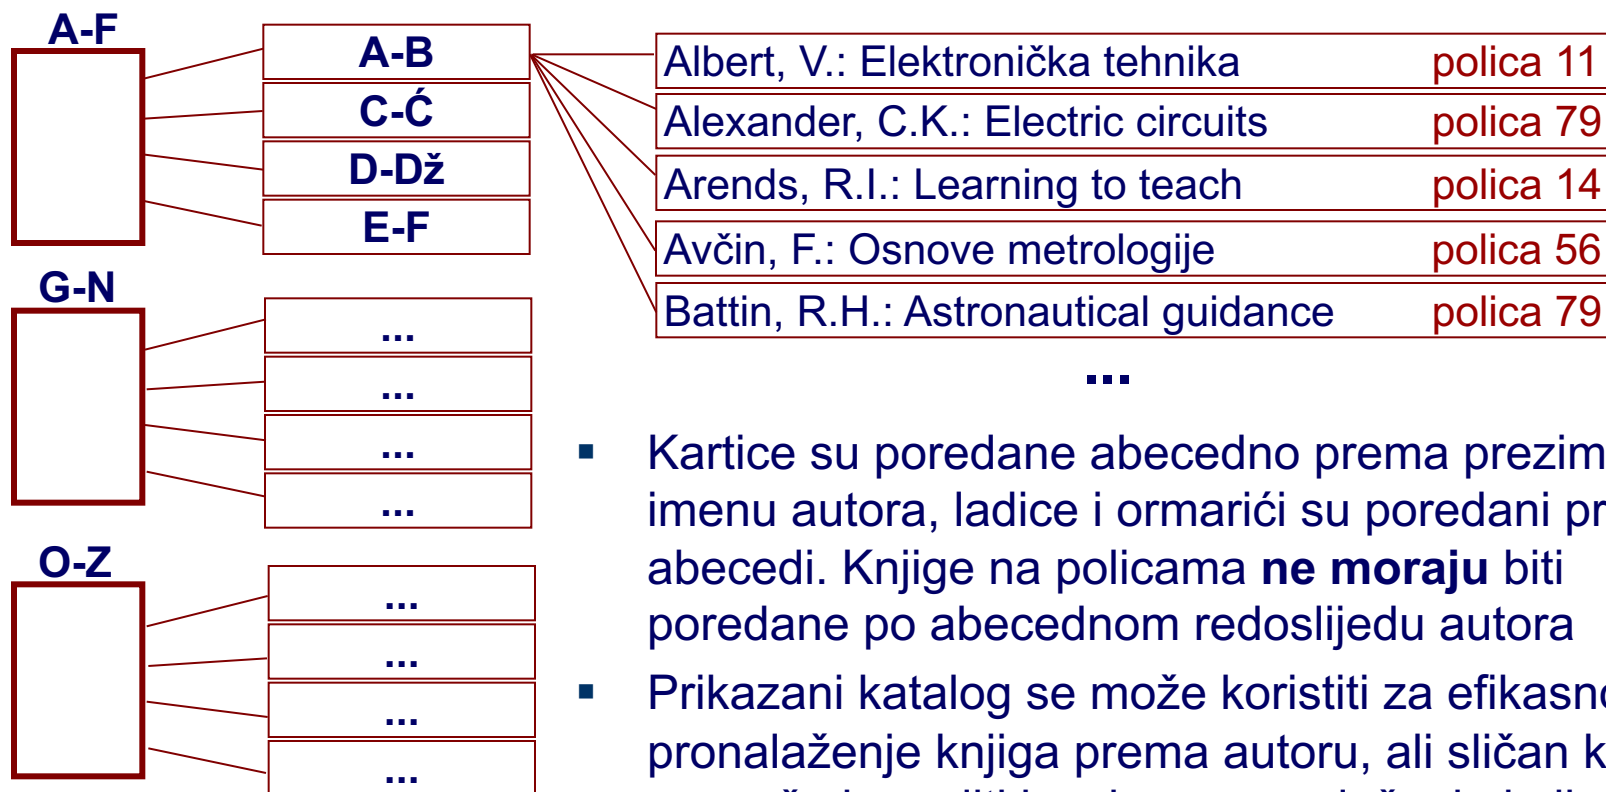 A-F
A-B
C-Ć
D-Dž
E-F
Albert, V.: Elektronička tehnika polica 11
Alexander, C.K.: Electric circuits polica 79
Arends, R.I.: Learning to teach polica 14
Avčin, F.: Osnove metrologije polica 56
Battin, R.H.: Astronautical guidance polica 79
...
G-N
...
...
...
...
O-Z
...
...
...
...
▪ Kartice su poredane abecedno prema prezim
imenu autora, ladice i ormarići su poredani pr
abecedi. Knjige na policama ne moraju biti
poredane po abecednom redoslijedu autora
▪ Prikazani katalog se može koristiti za efikasno
pronalaženje knjiga prema autoru, ali sličan k